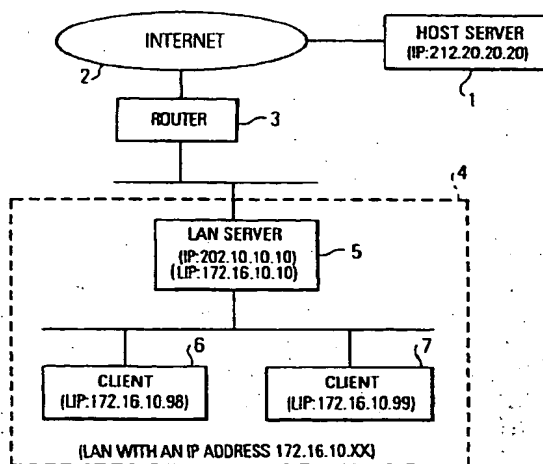 INTERNET
HOST SERVER
(IP:212.20.20.20)
2
1
ROUTER
3
4
LAN SERVER
(IP:202.10.10.10)
(LIP:172.16.10.10)
5
6
7
CLIENT
(LIP:172.16.10.98)
CLIENT
(LIP:172.16.10.99)
(LAN WITH AN IP ADDRESS 172.16.10.XX)